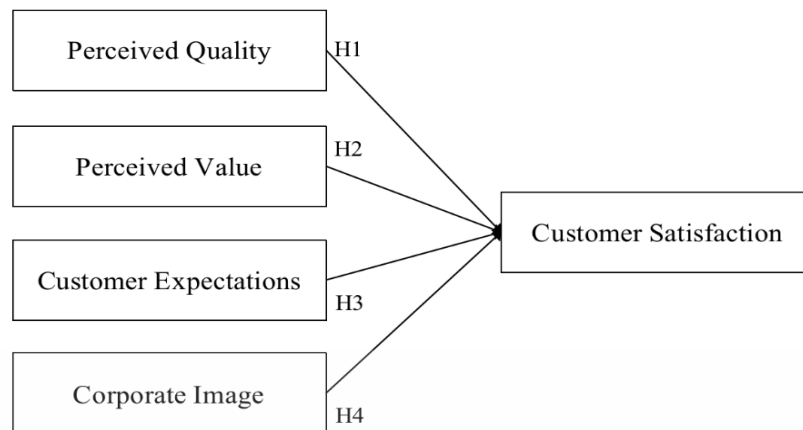 Perceived Quality
H1
Perceived Value
H2
Customer Satisfaction
Customer Expectations
H3
Corporate Image
H4